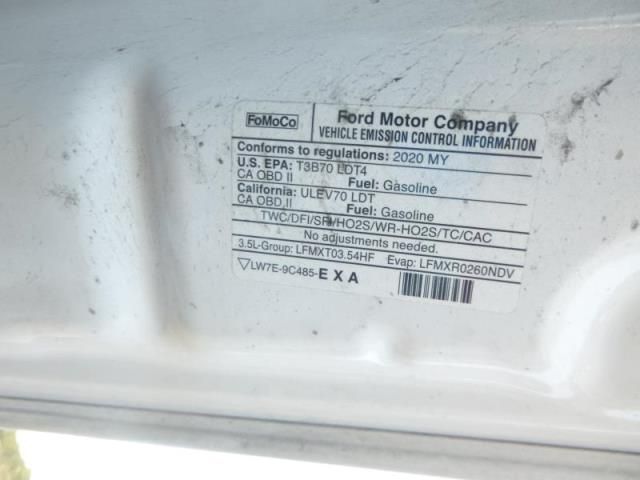 FoMoCo
Ford Motor Company
VEHICLE EMISSION CONTROL INFORMATION
Conforms to regulations: 2020 MY
U.S. EPA: T3B70 LDT4
CA OBD II Fuel: Gasoline
California: ULEV70 LDT
CA OBD II Fuel: Gasoline
TWC/DFI/SFI/HO2S/WR-HO2S/TC/CAC
No adjustments needed.
3.5L-Group: LFMXT03.54HF Evap: LFMXR0260NDV
LW7E-9C485-EXA